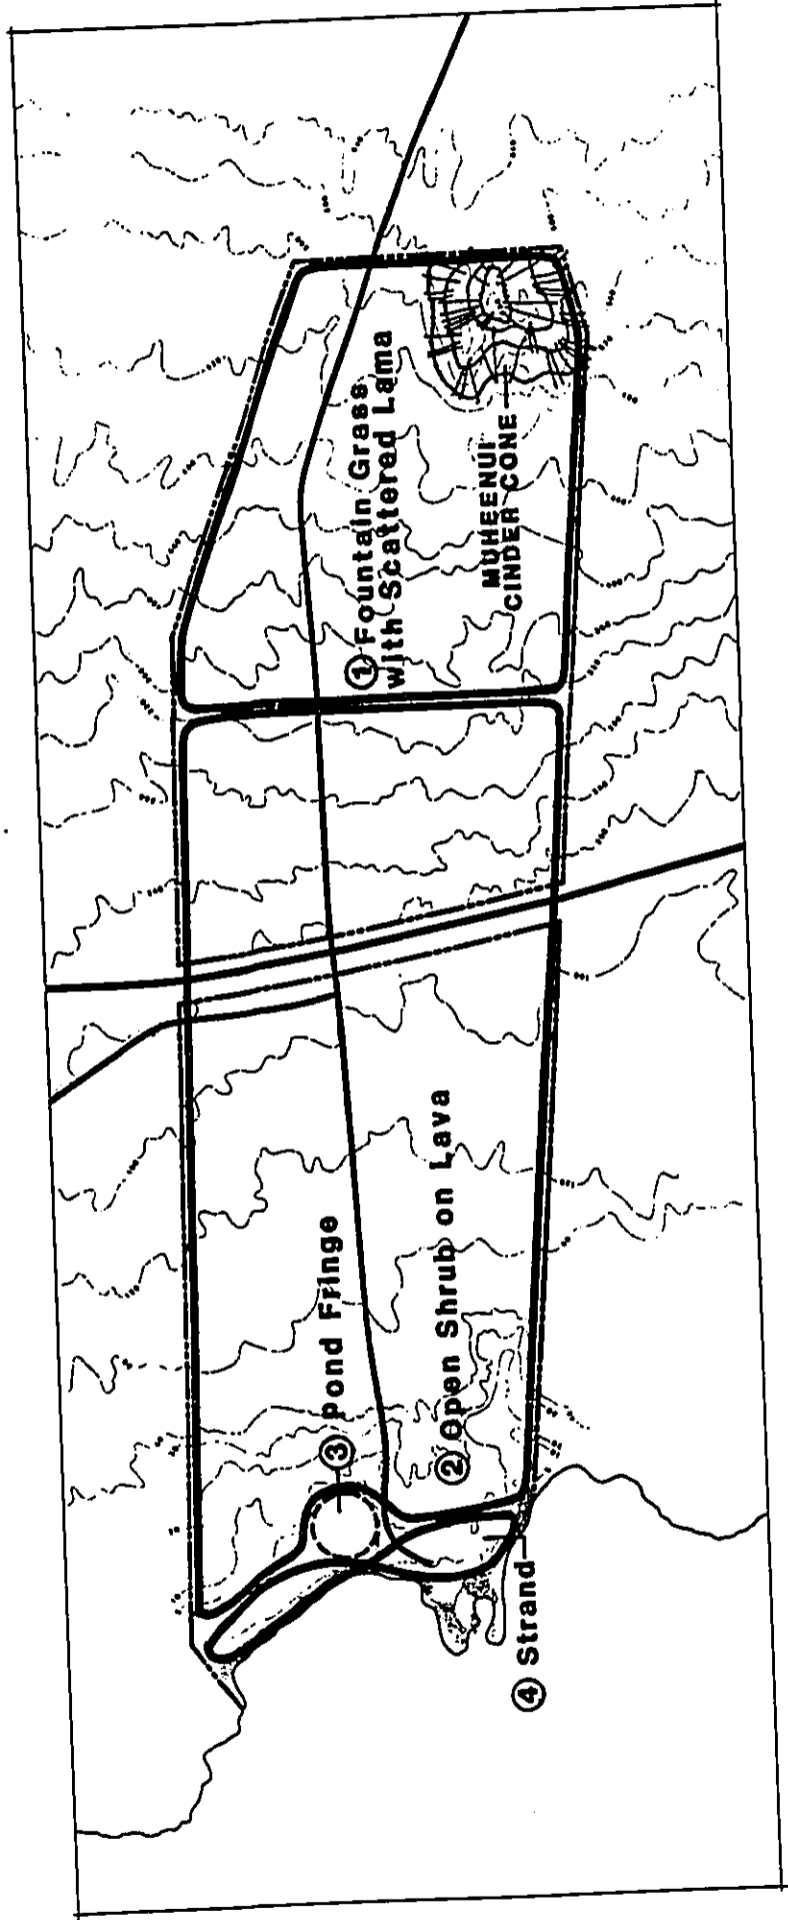 ① Fountain Grass
with Scattered Lama
MUHEENUI
CINDER CONE
② Open Shrub on Lava
③ Pond Fringe
④ Strand